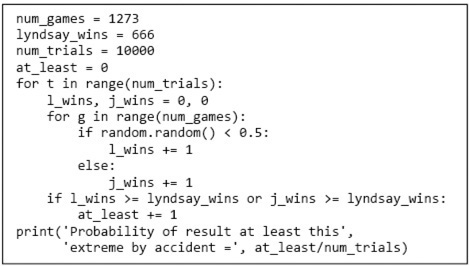 num_games = 1273
lyndsay_wins = 666
num_trials = 10000
at_least = 0
for t in range(num_trials):
    l_wins, j_wins = 0, 0
    for g in range(num_games):
        if random.random() < 0.5:
            l_wins += 1
        else:
            j_wins += 1
    if l_wins >= lyndsay_wins or j_wins >= lyndsay_wins:
        at_least += 1
print('Probability of result at least this',
      'extreme by accident =', at_least/num_trials)